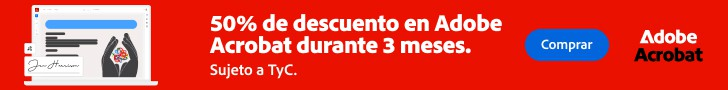 50% de descuento en Adobe
Acrobat durante 3 meses.
Sujeto a TyC.
Comprar
Adobe
Acrobat